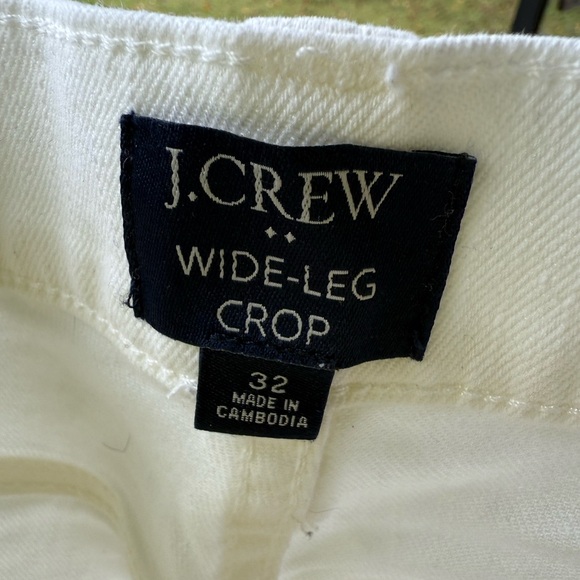 J.CREW
WIDE-LEG
CROP
32
MADE IN
CAMBODIA